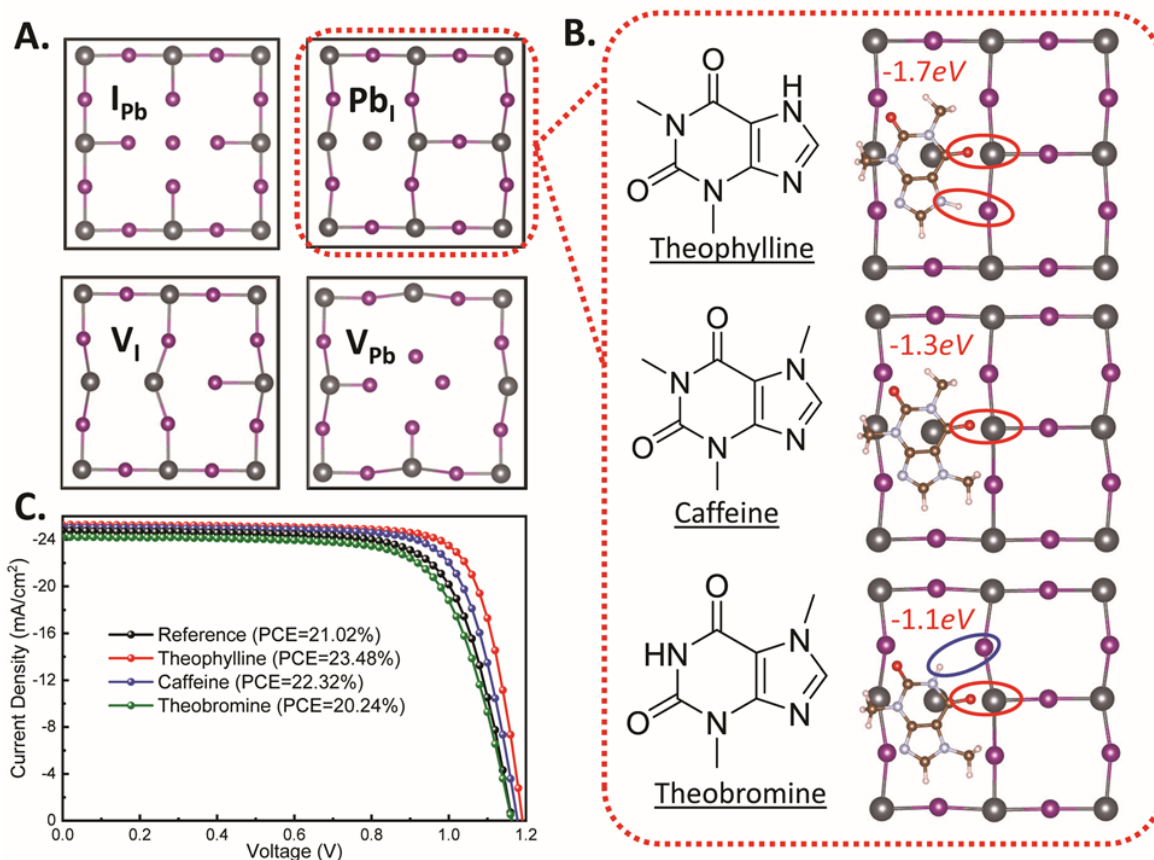 A.
I_Pb
Pb_I
V_I
V_Pb
B.
O
H
N
N
O
N
N
Theophylline
-1.7eV
O
N
N
O
N
N
Caffeine
-1.3eV
O
HN
N
O
N
N
Theobromine
-1.1eV
C.
Current Density (mA/cm²)
-24
-20
-16
-12
-8
-4
0
Reference (PCE=21.02%)
Theophylline (PCE=23.48%)
Caffeine (PCE=22.32%)
Theobromine (PCE=20.24%)
0.0 0.2 0.4 0.6 0.8 1.0 1.2
Voltage (V)